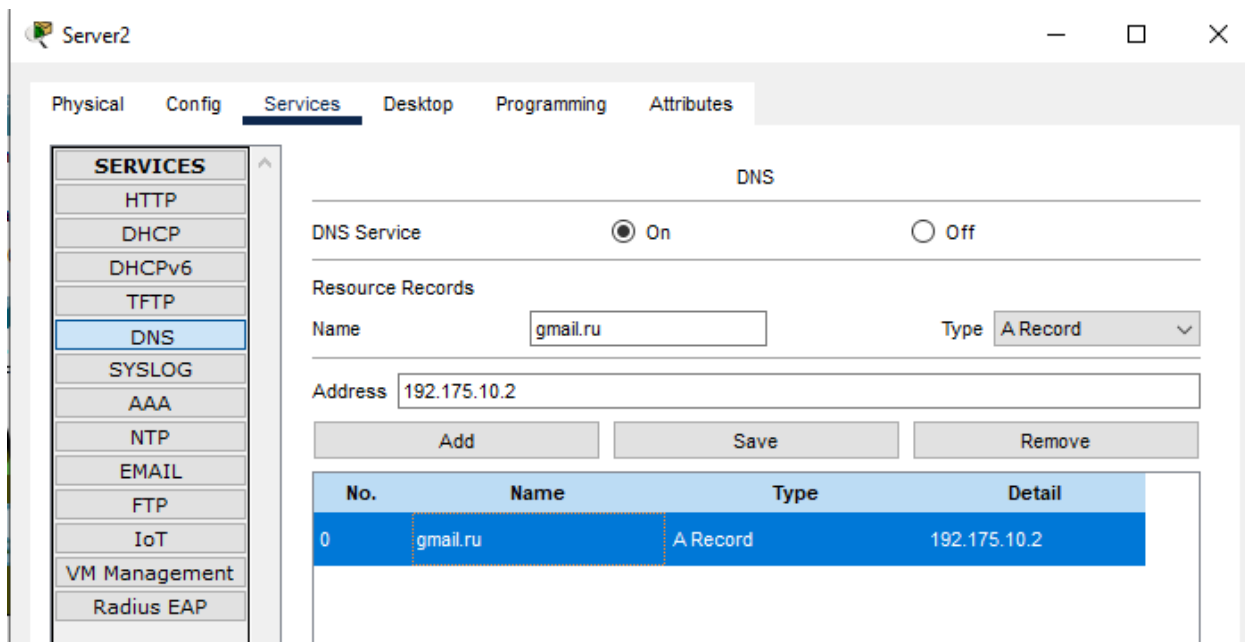 Server2
Physical Config Services Desktop Programming Attributes
SERVICES
HTTP
DHCP
DHCPv6
TFTP
DNS
SYSLOG
AAA
NTP
EMAIL
FTP
IoT
VM Management
Radius EAP
DNS
DNS Service On Off
Resource Records
Name gmail.ru Type A Record
Address 192.175.10.2
Add Save Remove
No. Name Type Detail
0 gmail.ru A Record 192.175.10.2